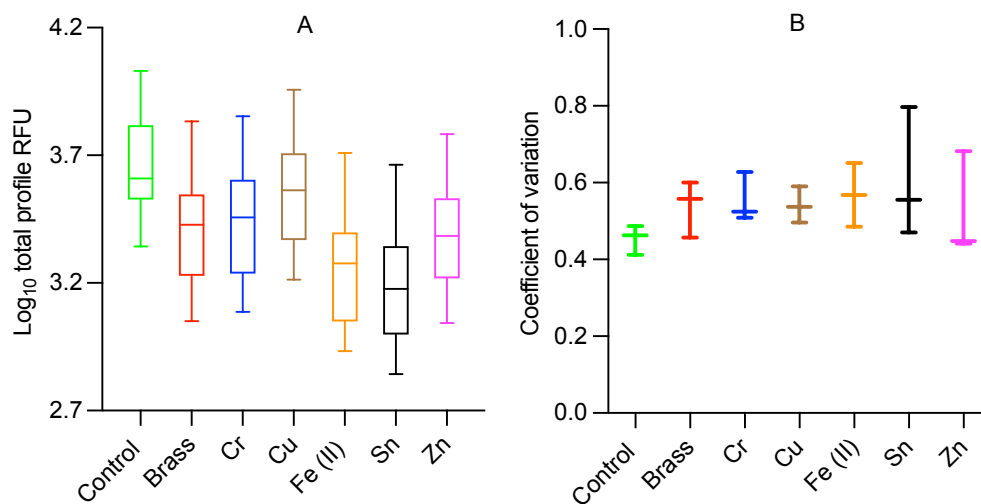 A
Log10 total profile RFU
4.2
3.7
3.2
2.7
Control
Brass
Cr
Cu
Fe (II)
Sn
Zn
B
Coefficient of variation
1.0
0.8
0.6
0.4
0.2
0.0
Control
Brass
Cr
Cu
Fe (II)
Sn
Zn